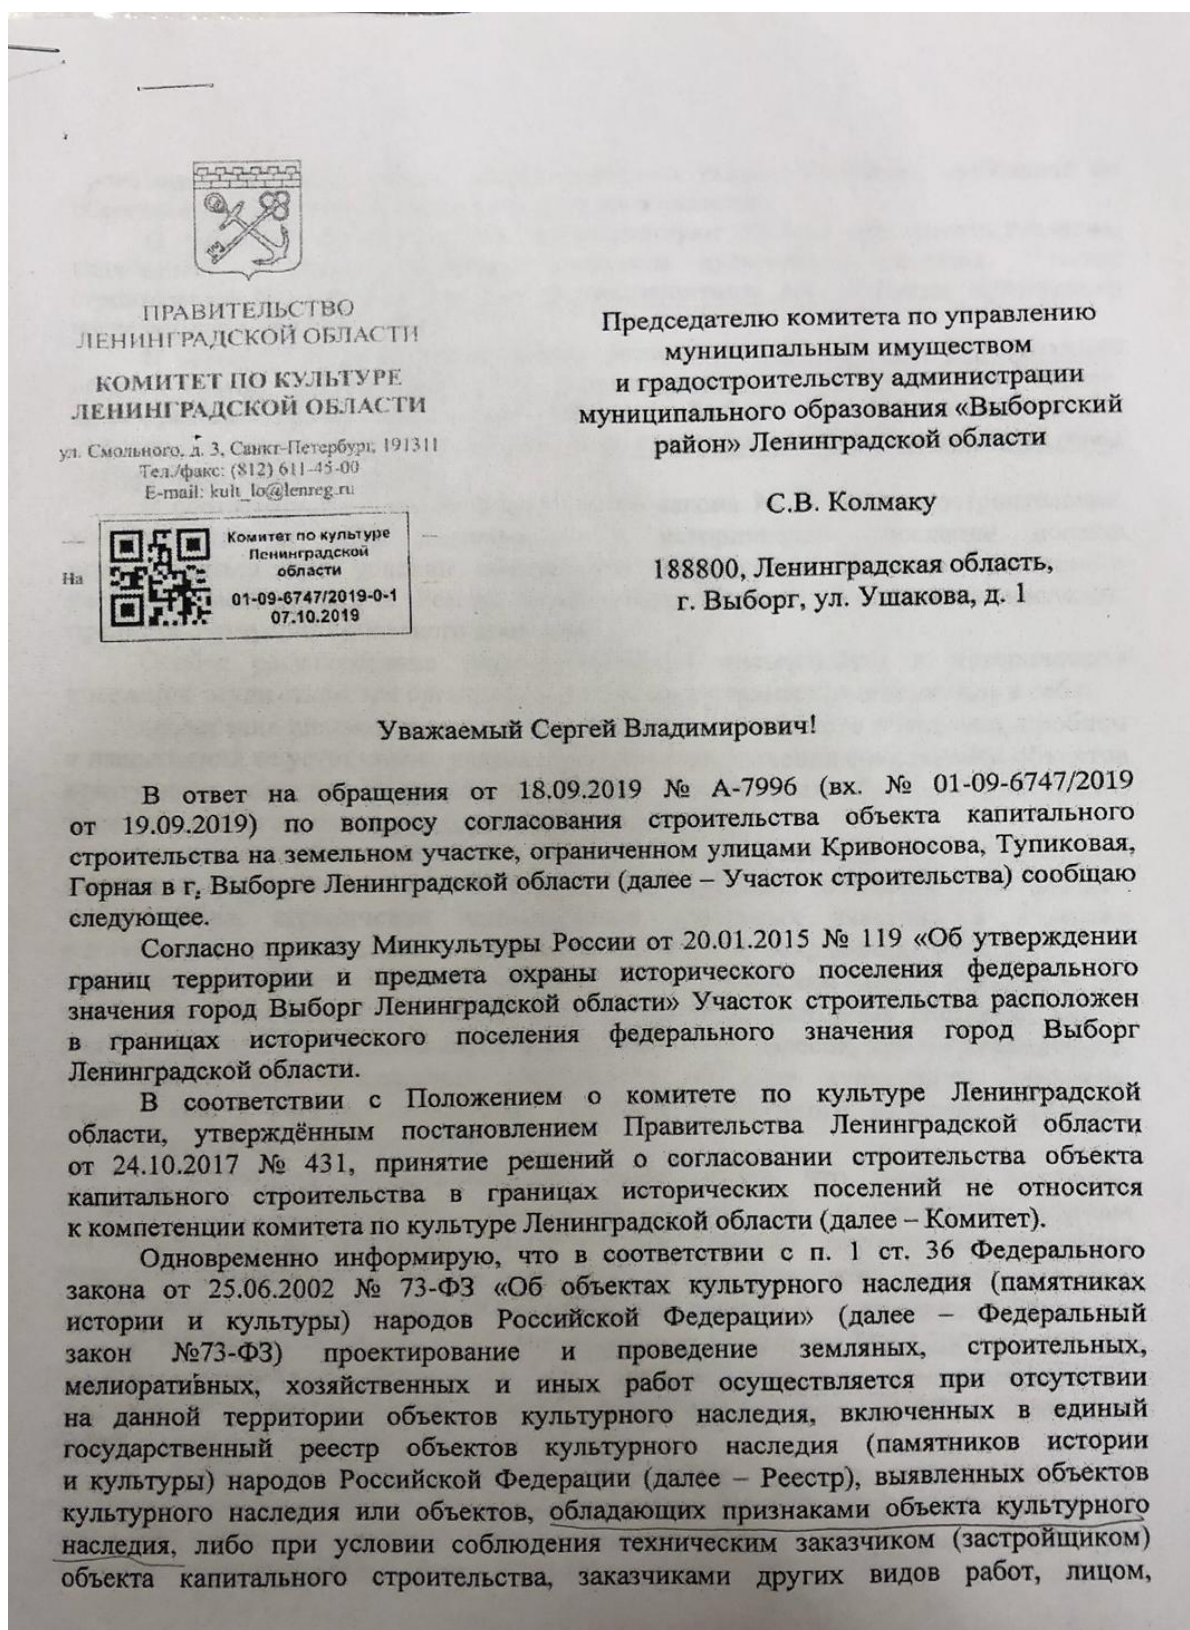 ПРАВИТЕЛЬСТВО
ЛЕНИНГРАДСКОЙ ОБЛАСТИ
КОМИТЕТ ПО КУЛЬТУРЕ
ЛЕНИНГРАДСКОЙ ОБЛАСТИ
ул. Смольного, д. 3, Санкт-Петербург, 191311
Тел./факс: (812) 611-45-00
E-mail: kult_lo@lenreg.ru
На
Комитет по культуре
Ленинградской
области
01-09-6747/2019-0-1
07.10.2019
Председателю комитета по управлению
муниципальным имуществом
и градостроительству администрации
муниципального образования «Выборгский
район» Ленинградской области
С.В. Колмаку
188800, Ленинградская область,
г. Выборг, ул. Ушакова, д. 1
Уважаемый Сергей Владимирович!
В ответ на обращения от 18.09.2019 № А-7996 (вх. № 01-09-6747/2019
от 19.09.2019) по вопросу согласования строительства объекта капитального
строительства на земельном участке, ограниченном улицами Кривоносова, Тупиковая,
Горная в г. Выборге Ленинградской области (далее – Участок строительства) сообщаю
следующее.
Согласно приказу Минкультуры России от 20.01.2015 № 119 «Об утверждении
границ территории и предмета охраны исторического поселения федерального
значения город Выборг Ленинградской области» Участок строительства расположен
в границах исторического поселения федерального значения город Выборг
Ленинградской области.
В соответствии с Положением о комитете по культуре Ленинградской
области, утверждённым постановлением Правительства Ленинградской области
от 24.10.2017 № 431, принятие решений о согласовании строительства объекта
капитального строительства в границах исторических поселений не относится
к компетенции комитета по культуре Ленинградской области (далее – Комитет).
Одновременно информирую, что в соответствии с п. 1 ст. 36 Федерального
закона от 25.06.2002 № 73-ФЗ «Об объектах культурного наследия (памятниках
истории и культуры) народов Российской Федерации» (далее – Федеральный
закон №73-ФЗ) проектирование и проведение земляных, строительных,
мелиоративных, хозяйственных и иных работ осуществляется при отсутствии
на данной территории объектов культурного наследия, включенных в единый
государственный реестр объектов культурного наследия (памятников истории
и культуры) народов Российской Федерации (далее – Реестр), выявленных объектов
культурного наследия или объектов, обладающих признаками объекта культурного
наследия, либо при условии соблюдения техническим заказчиком (застройщиком)
объекта капитального строительства, заказчиками других видов работ, лицом,